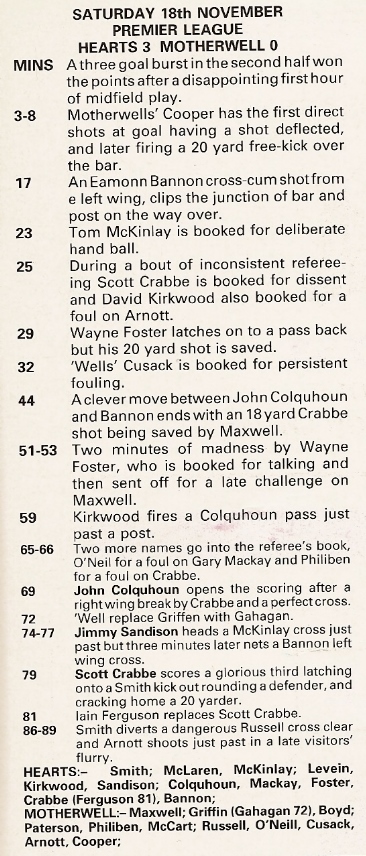 SATURDAY 18th NOVEMBER
PREMIER LEAGUE
HEARTS 3 MOTHERWELL 0
MINS A three goal burst in the second half won
the points after a disappointing first hour
of midfield play.
3-8 Motherwells' Cooper has the first direct
shots at goal having a shot deflected,
and later firing a 20 yard free-kick over
the bar.
17 An Eamonn Bannon cross-cum shot from
e left wing, clips the junction of bar and
post on the way over.
23 Tom McKinlay is booked for deliberate
hand ball.
25 During a bout of inconsistent referee-
ing Scott Crabbe is booked for dissent
and David Kirkwood also booked for a
foul on Arnott.
29 Wayne Foster latches on to a pass back
but his 20 yard shot is saved.
32 'Wells' Cusack is booked for persistent
fouling.
44 A clever move between John Colquhoun
and Bannon ends with an 18 yard Crabbe
shot being saved by Maxwell.
51-53 Two minutes of madness by Wayne
Foster, who is booked for talking and
then sent off for a late challenge on
Maxwell.
59 Kirkwood fires a Colquhoun pass just
past a post.
65-66 Two more names go into the referee's book,
O'Neil for a foul on Gary Mackay and Philiben
for a foul on Crabbe.
69 John Colquhoun opens the scoring after a
right wing break by Crabbe and a perfect cross.
72 'Well replace Griffen with Gahagan.
74-77 Jimmy Sandison heads a McKinlay cross just
past but three minutes later nets a Bannon left
wing cross.
79 Scott Crabbe scores a glorious third latching
onto a Smith kick out rounding a defender, and
cracking home a 20 yarder.
81 Iain Ferguson replaces Scott Crabbe.
86-89 Smith diverts a dangerous Russell cross clear
and Arnott shoots just past in a late visitors'
flurry.
HEARTS:– Smith; McLaren, McKinlay; Levein,
Kirkwood, Sandison; Colquhoun, Mackay, Foster,
Crabbe (Ferguson 81), Bannon;
MOTHERWELL:– Maxwell; Griffin (Gahagan 72), Boyd;
Paterson, Philiben, McCart; Russell, O'Neill, Cusack,
Arnott, Cooper;